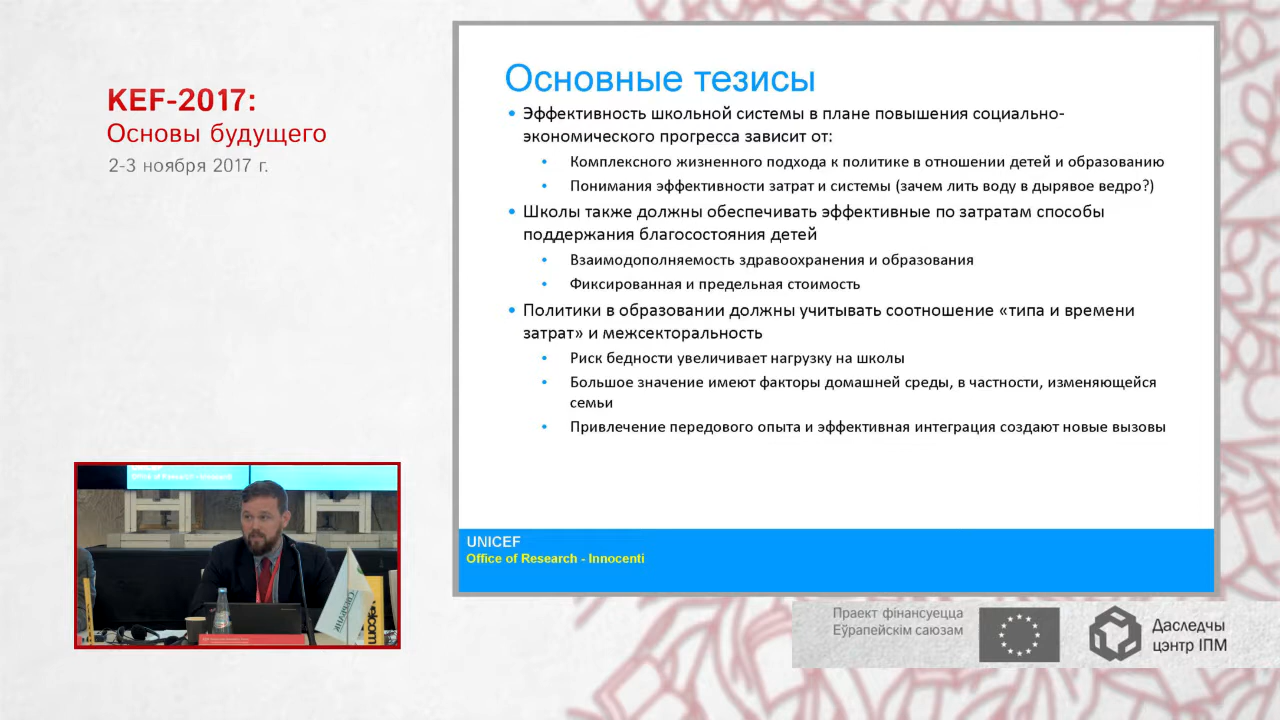 KEF-2017:
Основы будущего
2-3 ноября 2017 г.
Основные тезисы
• Эффективность школьной системы в плане повышения социально-
экономического прогресса зависит от:
• Комплексного жизненного подхода к политике в отношении детей и образованию
• Понимания эффективности затрат и системы (зачем лить воду в дырявое ведро?)
• Школы также должны обеспечивать эффективные по затратам способы
поддержания благосостояния детей
• Взаимодополняемость здравоохранения и образования
• Фиксированная и предельная стоимость
• Политики в образовании должны учитывать соотношение «типа и времени
затрат» и межсекторальность
• Риск бедности увеличивает нагрузку на школы
• Большое значение имеют факторы домашней среды, в частности, изменяющейся
семьи
• Привлечение передового опыта и эффективная интеграция создают новые вызовы
UNICEF
Office of Research - Innocenti
UNICEF
Office of Research - Innocenti
Праект фінансуецца
Еўрапейскім саюзам
Даследчы
цэнтр ІПМ